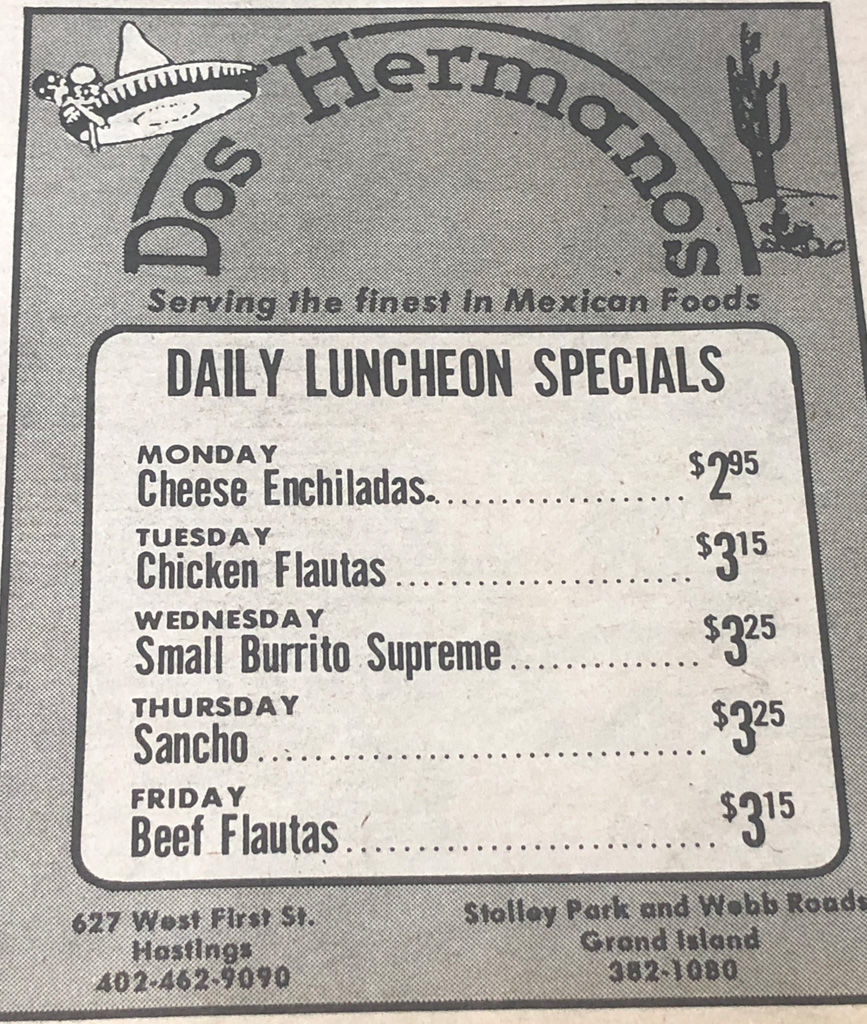 Dos Hermanos
Serving the finest in Mexican Foods
DAILY LUNCHEON SPECIALS
MONDAY
Cheese Enchiladas................... $2.95
TUESDAY
Chicken Flautas...................... $3.15
WEDNESDAY
Small Burrito Supreme.............. $3.25
THURSDAY
Sancho................................. $3.25
FRIDAY
Beef Flautas........................... $3.15
627 West First St.
Hastings
402-462-9090
Stolley Park and Webb Roads
Grand Island
382-1080